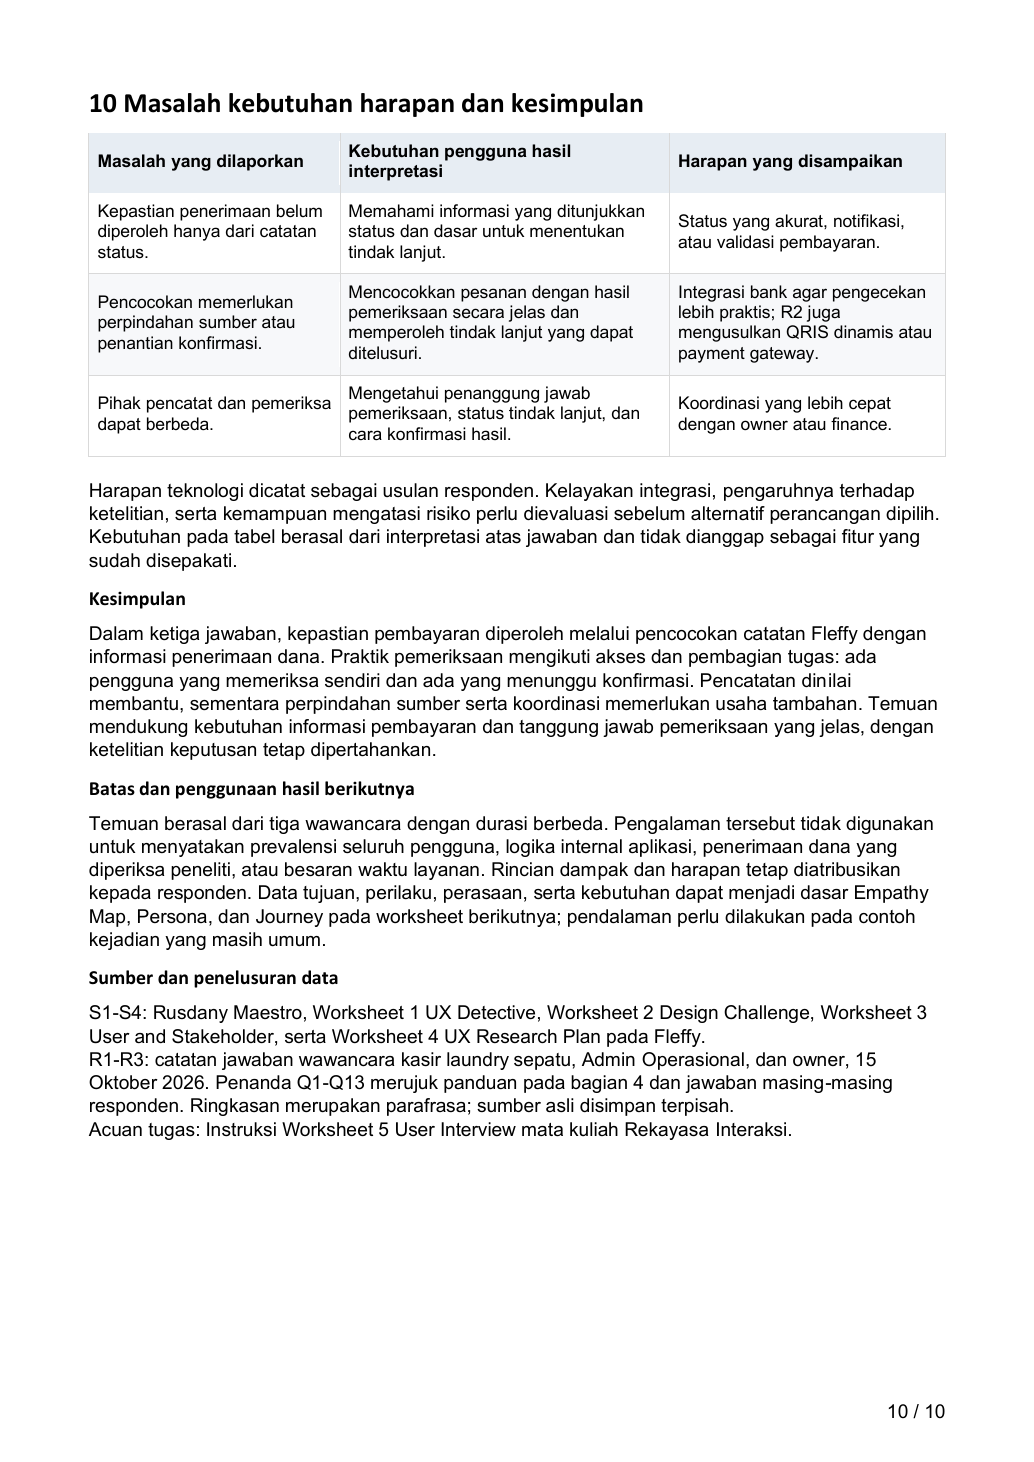 10 Masalah kebutuhan harapan dan kesimpulan
Masalah yang dilaporkan
Kebutuhan pengguna hasil
interpretasi
Harapan yang disampaikan
Kepastian penerimaan belum
diperoleh hanya dari catatan
status.
Memahami informasi yang ditunjukkan
status dan dasar untuk menentukan
tindak lanjut.
Status yang akurat, notifikasi,
atau validasi pembayaran.
Pencocokan memerlukan
perpindahan sumber atau
penantian konfirmasi.
Mencocokkan pesanan dengan hasil
pemeriksaan secara jelas dan
memperoleh tindak lanjut yang dapat
ditelusuri.
Integrasi bank agar pengecekan
lebih praktis; R2 juga
mengusulkan QRIS dinamis atau
payment gateway.
Pihak pencatat dan pemeriksa
dapat berbeda.
Mengetahui penanggung jawab
pemeriksaan, status tindak lanjut, dan
cara konfirmasi hasil.
Koordinasi yang lebih cepat
dengan owner atau finance.
Harapan teknologi dicatat sebagai usulan responden. Kelayakan integrasi, pengaruhnya terhadap
ketelitian, serta kemampuan mengatasi risiko perlu dievaluasi sebelum alternatif perancangan dipilih.
Kebutuhan pada tabel berasal dari interpretasi atas jawaban dan tidak dianggap sebagai fitur yang
sudah disepakati.
Kesimpulan
Dalam ketiga jawaban, kepastian pembayaran diperoleh melalui pencocokan catatan Fleffy dengan
informasi penerimaan dana. Praktik pemeriksaan mengikuti akses dan pembagian tugas: ada
pengguna yang memeriksa sendiri dan ada yang menunggu konfirmasi. Pencatatan dinilai
membantu, sementara perpindahan sumber serta koordinasi memerlukan usaha tambahan. Temuan
mendukung kebutuhan informasi pembayaran dan tanggung jawab pemeriksaan yang jelas, dengan
ketelitian keputusan tetap dipertahankan.
Batas dan penggunaan hasil berikutnya
Temuan berasal dari tiga wawancara dengan durasi berbeda. Pengalaman tersebut tidak digunakan
untuk menyatakan prevalensi seluruh pengguna, logika internal aplikasi, penerimaan dana yang
diperiksa peneliti, atau besaran waktu layanan. Rincian dampak dan harapan tetap diatribusikan
kepada responden. Data tujuan, perilaku, perasaan, serta kebutuhan dapat menjadi dasar Empathy
Map, Persona, dan Journey pada worksheet berikutnya; pendalaman perlu dilakukan pada contoh
kejadian yang masih umum.
Sumber dan penelusuran data
S1-S4: Rusdany Maestro, Worksheet 1 UX Detective, Worksheet 2 Design Challenge, Worksheet 3
User and Stakeholder, serta Worksheet 4 UX Research Plan pada Fleffy.
R1-R3: catatan jawaban wawancara kasir laundry sepatu, Admin Operasional, dan owner, 15
Oktober 2026. Penanda Q1-Q13 merujuk panduan pada bagian 4 dan jawaban masing-masing
responden. Ringkasan merupakan parafrasa; sumber asli disimpan terpisah.
Acuan tugas: Instruksi Worksheet 5 User Interview mata kuliah Rekayasa Interaksi.
10 / 10